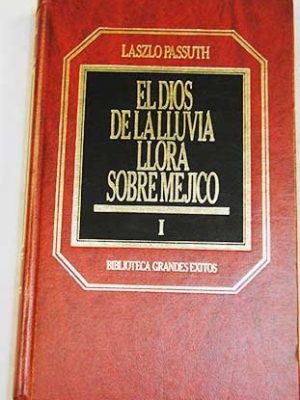 LASZLO PASSUTH
EL DIOS
DE LA LLUVIA
LLORA
SOBRE MEJICO
I
BIBLIOTECA GRANDES EXITOS